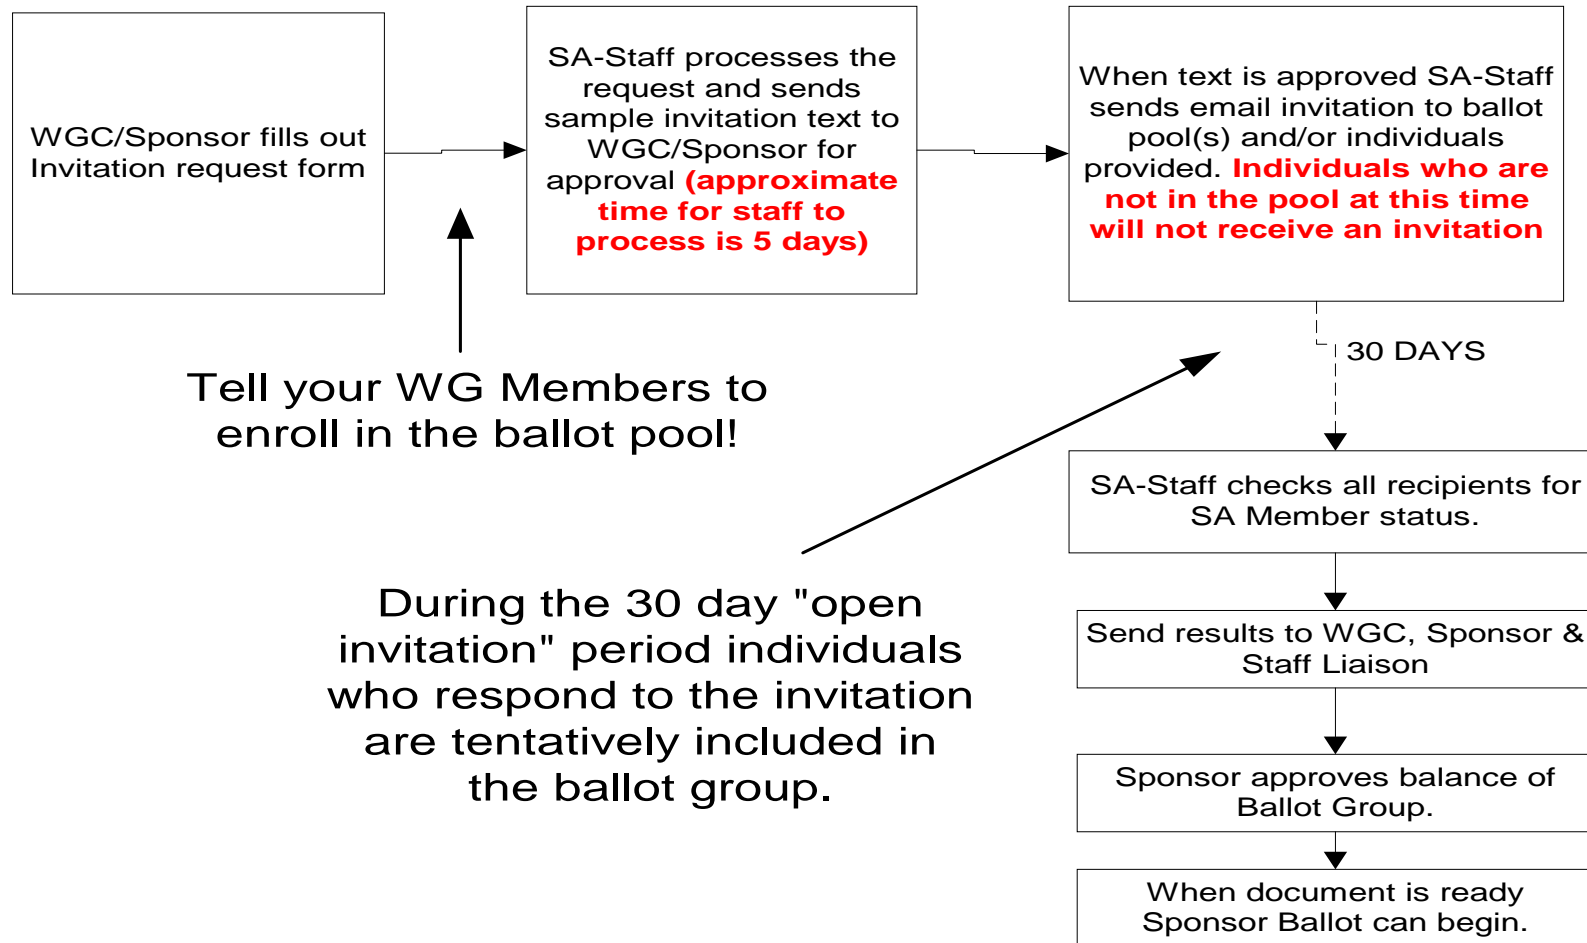 WGC/Sponsor fills out
Invitation request form
SA-Staff processes the
request and sends
sample invitation text to
WGC/Sponsor for
approval (approximate
time for staff to
process is 5 days)
When text is approved SA-Staff
sends email invitation to ballot
pool(s) and/or individuals
provided. Individuals who are
not in the pool at this time
will not receive an invitation
Tell your WG Members to
enroll in the ballot pool!
30 DAYS
During the 30 day "open
invitation" period individuals
who respond to the invitation
are tentatively included in
the ballot group.
SA-Staff checks all recipients for
SA Member status.
Send results to WGC, Sponsor &
Staff Liaison
Sponsor approves balance of
Ballot Group.
When document is ready
Sponsor Ballot can begin.